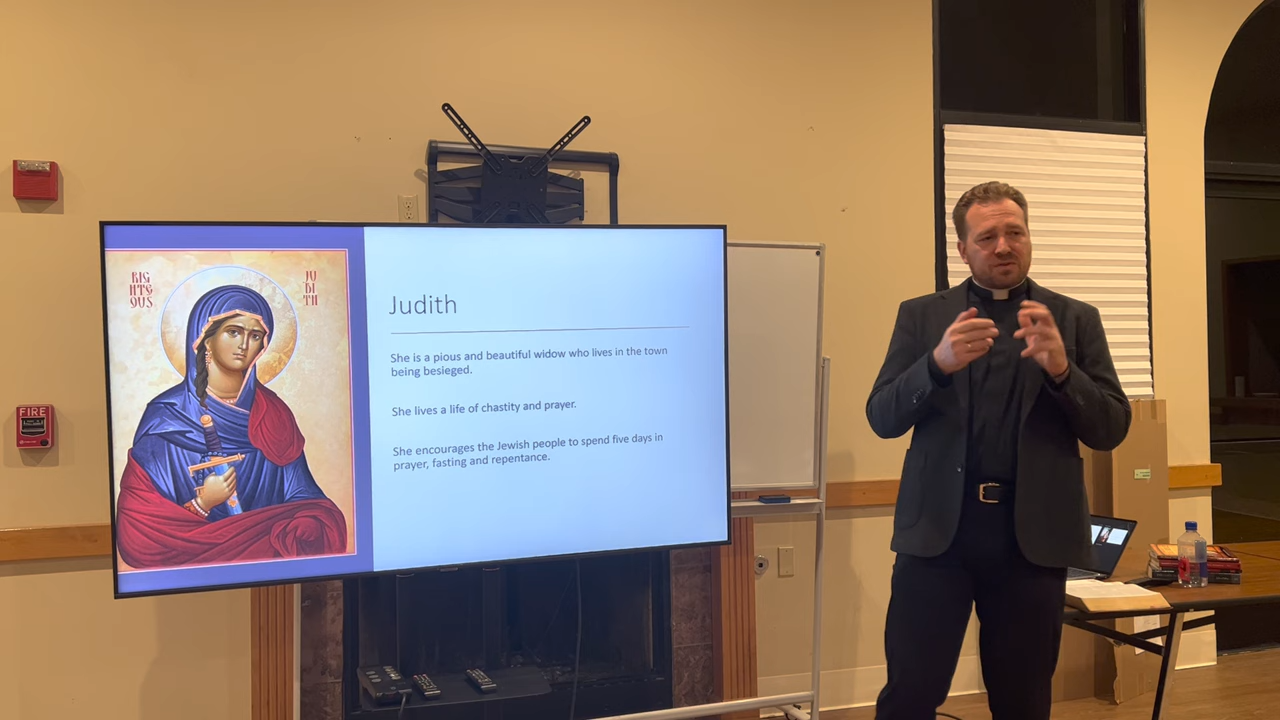 FIRE
RIG
HTE
OUS
JU
DI
TH
Judith
She is a pious and beautiful widow who lives in the town
being besieged.
She lives a life of chastity and prayer.
She encourages the Jewish people to spend five days in
prayer, fasting and repentance.